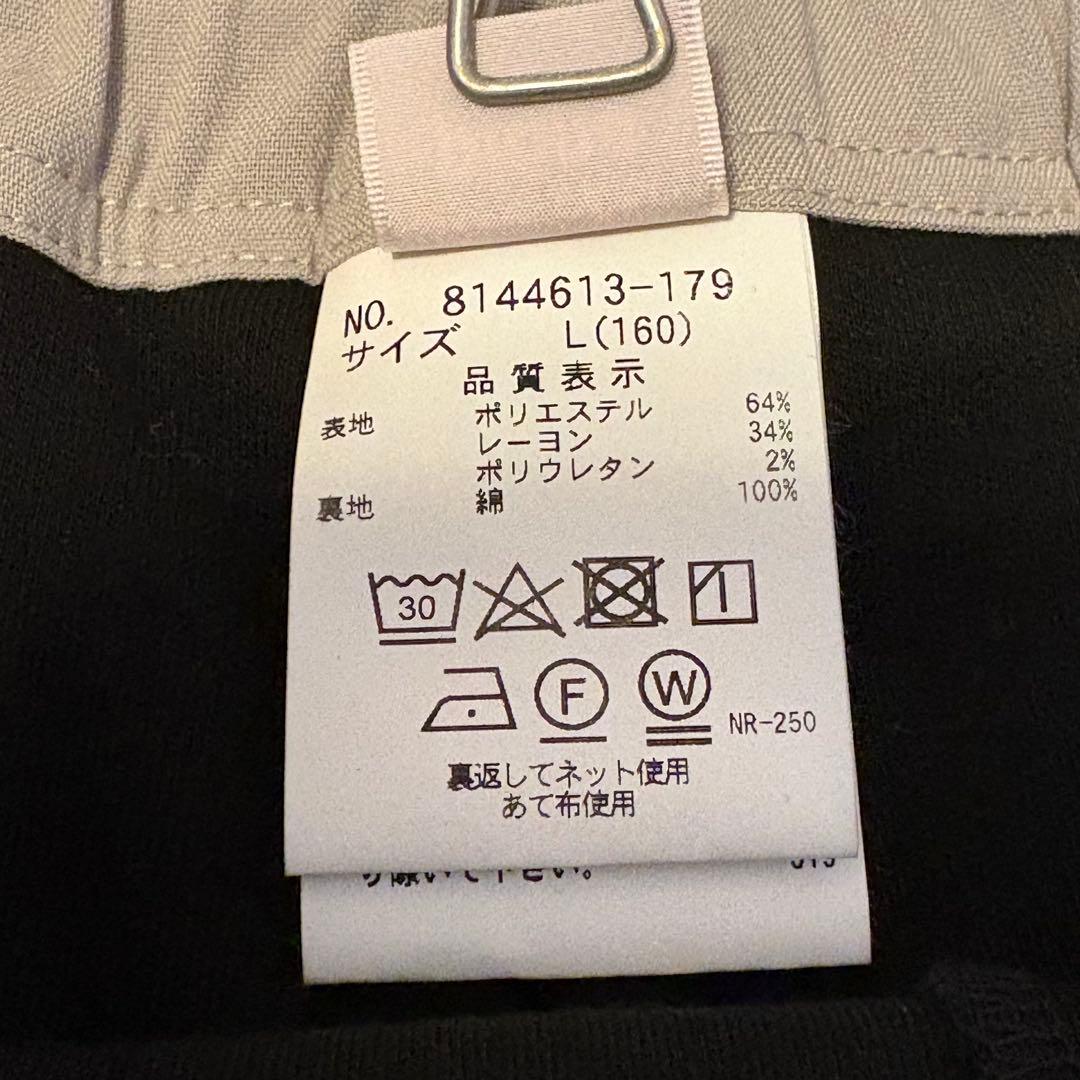 NO. 8144613-179
サイズ L(160)
品質表示
表地 ポリエステル 64%
レーヨン 34%
ポリウレタン 2%
裏地 綿 100%
30
F W NR-250
裏返してネット使用
あて布使用